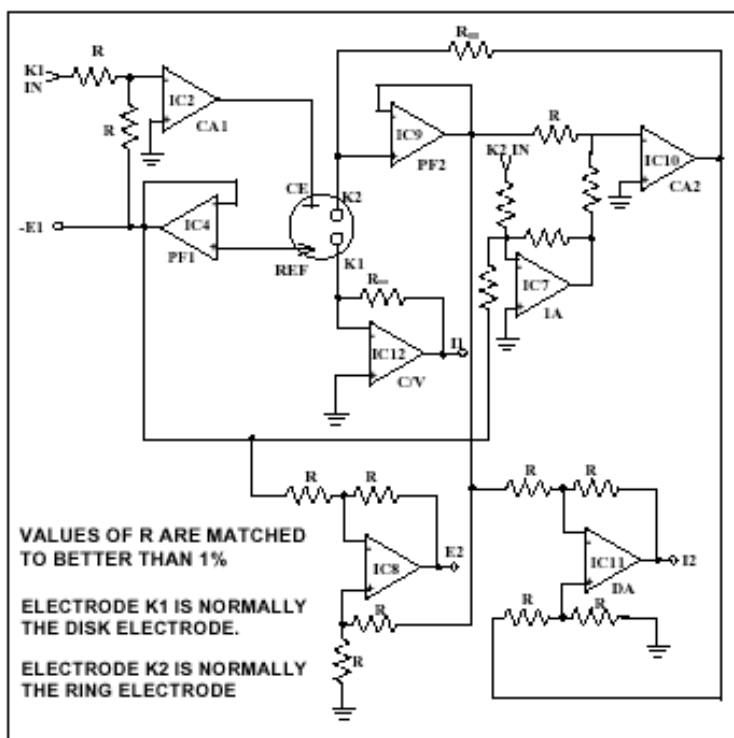 Rm
R
K1
IN
IC2
CA1
R
IC9
PF2
R
K2 IN
IC10
CA2
CE
K2
-E1
IC4
PF1
REF
K1
IC7
1A
R
IC12
I1
C/V
R
R
R
R
VALUES OF R ARE MATCHED
TO BETTER THAN 1%
IC8
E2
IC11
I2
DA
ELECTRODE K1 IS NORMALLY
THE DISK ELECTRODE.
R
R
R
R
ELECTRODE K2 IS NORMALLY
THE RING ELECTRODE